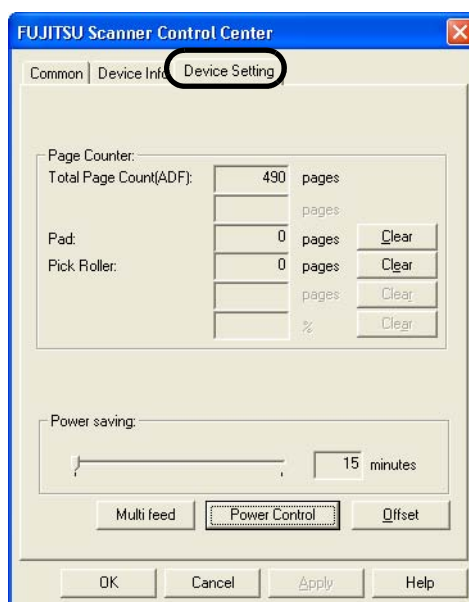 FUJITSU Scanner Control Center
Common Device Info Device Setting
Page Counter:
Total Page Count(ADF): 490 pages
pages
Pad: 0 pages Clear
Pick Roller: 0 pages Clear
pages Clear
% Clear
Power saving:
15 minutes
Multi feed Power Control Offset
OK Cancel Apply Help